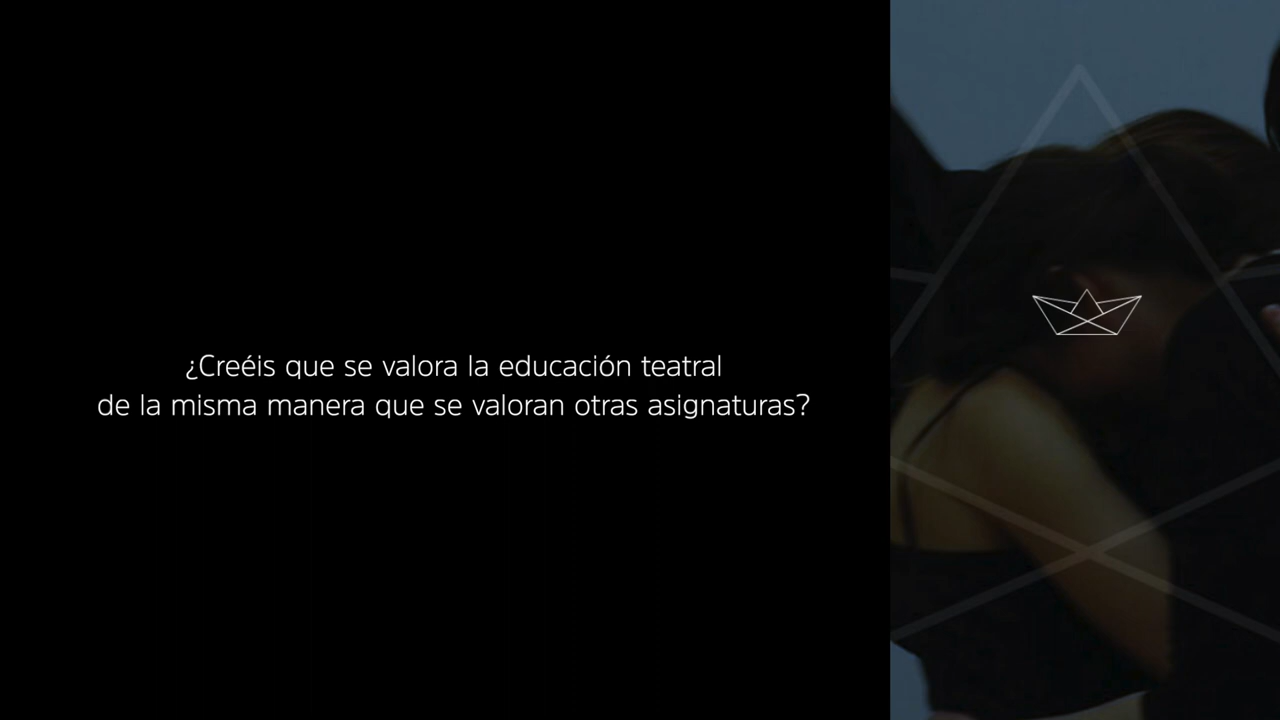 ¿Creéis que se valora la educación teatral
de la misma manera que se valoran otras asignaturas?